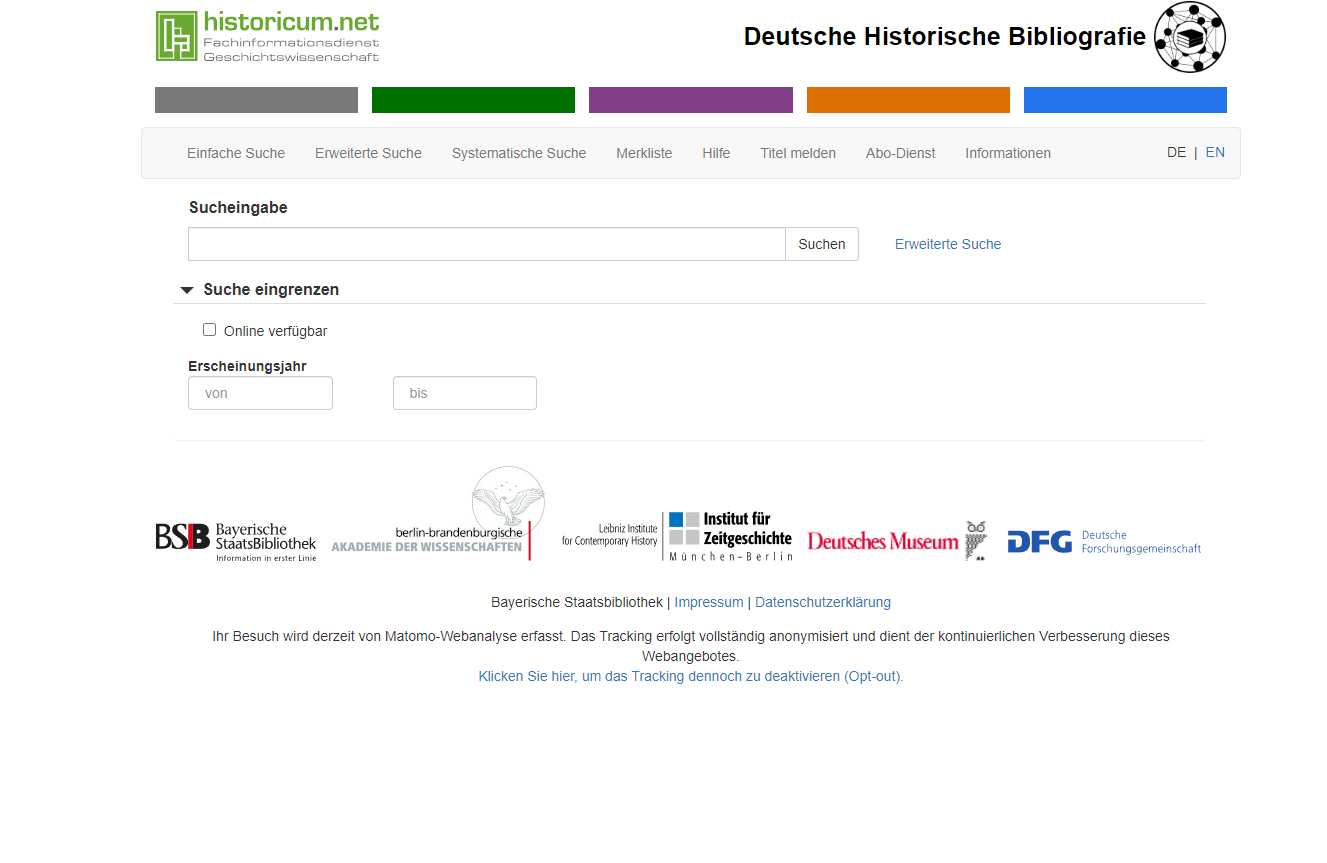 historicum.net
Fachinformationsdienst
Geschichtswissenschaft
Deutsche Historische Bibliografie
Einfache Suche Erweiterte Suche Systematische Suche Merkliste Hilfe Titel melden Abo-Dienst Informationen DE | EN
Sucheingabe
Suchen Erweiterte Suche
Suche eingrenzen
Online verfügbar
Erscheinungsjahr
von bis
BSB Bayerische
StaatsBibliothek
Information in erster Linie
berlin-brandenburgische
AKADEMIE DER WISSENSCHAFTEN
Leibniz Institute
for Contemporary History
Institut für
Zeitgeschichte
München–Berlin
Deutsches Museum
DFG Deutsche
Forschungsgemeinschaft
Bayerische Staatsbibliothek | Impressum | Datenschutzerklärung
Ihr Besuch wird derzeit von Matomo-Webanalyse erfasst. Das Tracking erfolgt vollständig anonymisiert und dient der kontinuierlichen Verbesserung dieses
Webangebotes.
Klicken Sie hier, um das Tracking dennoch zu deaktivieren (Opt-out).